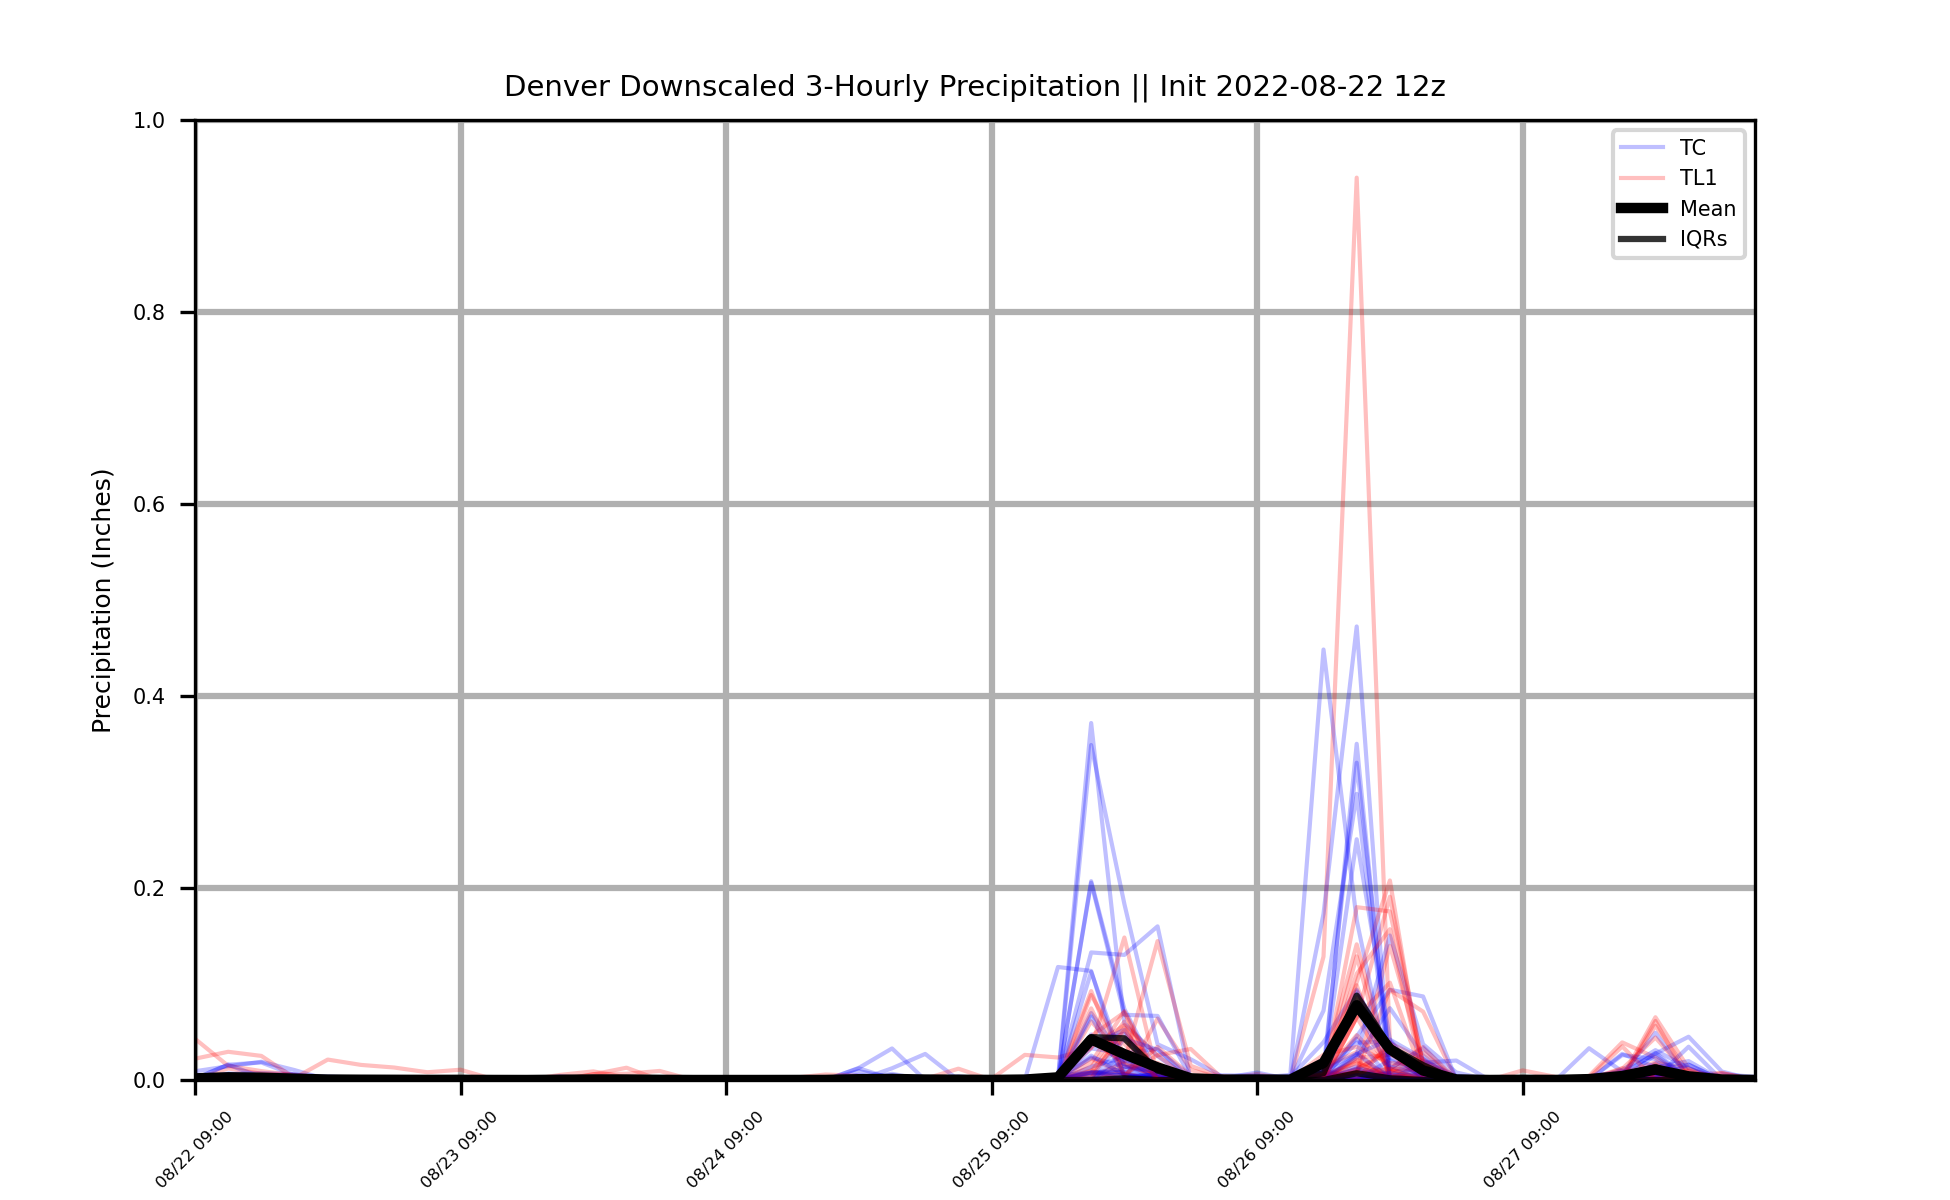 Denver Downscaled 3-Hourly Precipitation || Init 2022-08-22 12z
TC
TL1
Mean
IQRs
Precipitation (Inches)
1.0
0.8
0.6
0.4
0.2
0.0
08/22 09:00
08/23 09:00
08/24 09:00
08/25 09:00
08/26 09:00
08/27 09:00